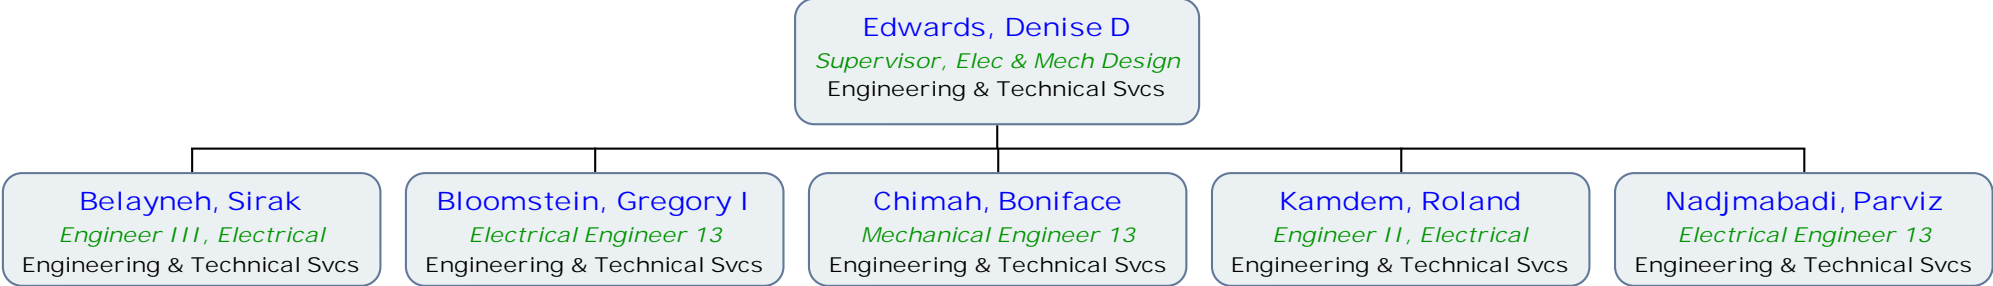 Edwards, Denise D
Supervisor, Elec & Mech Design
Engineering & Technical Svcs
Belayneh, Sirak
Engineer III, Electrical
Engineering & Technical Svcs
Bloomstein, Gregory I
Electrical Engineer 13
Engineering & Technical Svcs
Chimah, Boniface
Mechanical Engineer 13
Engineering & Technical Svcs
Kamdem, Roland
Engineer II, Electrical
Engineering & Technical Svcs
Nadjmabadi, Parviz
Electrical Engineer 13
Engineering & Technical Svcs